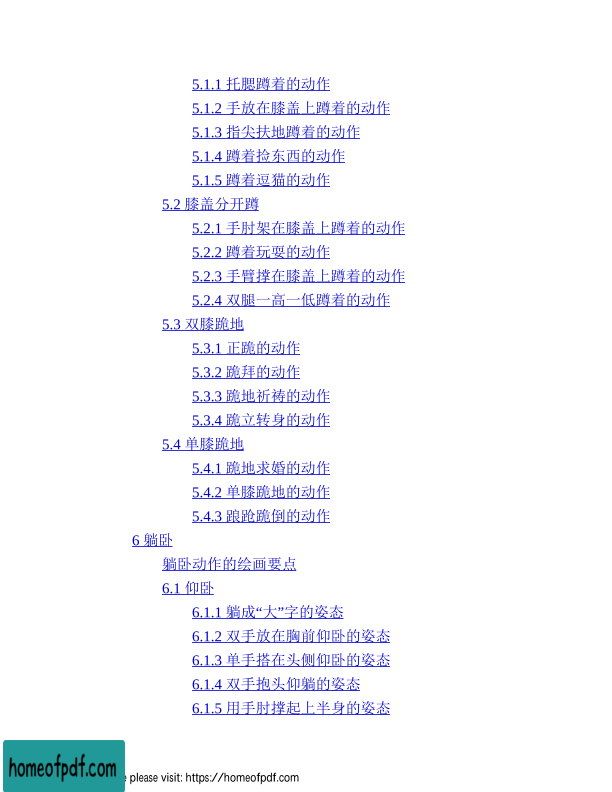 5.1.1 托腮蹲着的动作
5.1.2 手放在膝盖上蹲着的动作
5.1.3 指尖扶地蹲着的动作
5.1.4 蹲着捡东西的动作
5.1.5 蹲着逗猫的动作
5.2 膝盖分开蹲
5.2.1 手肘架在膝盖上蹲着的动作
5.2.2 蹲着玩耍的动作
5.2.3 手臂撑在膝盖上蹲着的动作
5.2.4 双腿一高一低蹲着的动作
5.3 双膝跪地
5.3.1 正跪的动作
5.3.2 跪拜的动作
5.3.3 跪地祈祷的动作
5.3.4 跪立转身的动作
5.4 单膝跪地
5.4.1 跪地求婚的动作
5.4.2 单膝跪地的动作
5.4.3 踉跄跪倒的动作
6 躺卧
躺卧动作的绘画要点
6.1 仰卧
6.1.1 躺成“大”字的姿态
6.1.2 双手放在胸前仰卧的姿态
6.1.3 单手搭在头侧仰卧的姿态
6.1.4 双手抱头仰躺的姿态
6.1.5 用手肘撑起上半身的姿态
homeofpdf.com
please visit: https://homeofpdf.com